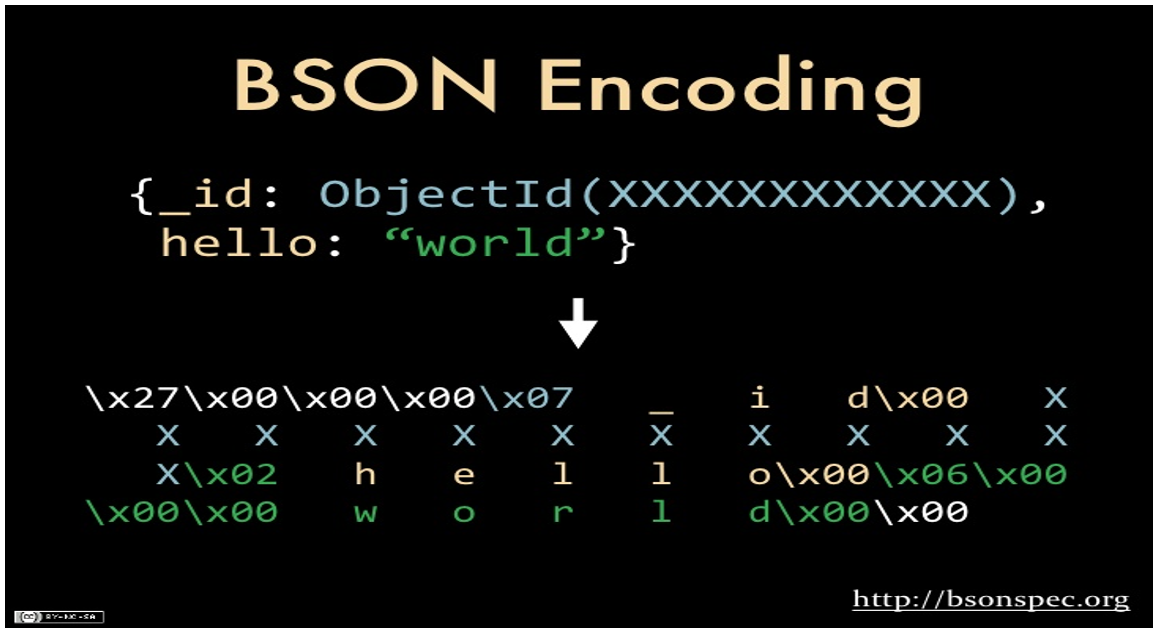 BSON Encoding
{_id: ObjectId(XXXXXXXXXXXX),
hello: “world”}
\x27\x00\x00\x00\x07 _ i d\x00 X
X X X X X X X X X X
X\x02 h e l l o\x00\x06\x00
\x00\x00 w o r l d\x00\x00
http://bsonspec.org
(cc) BY-NC-SA